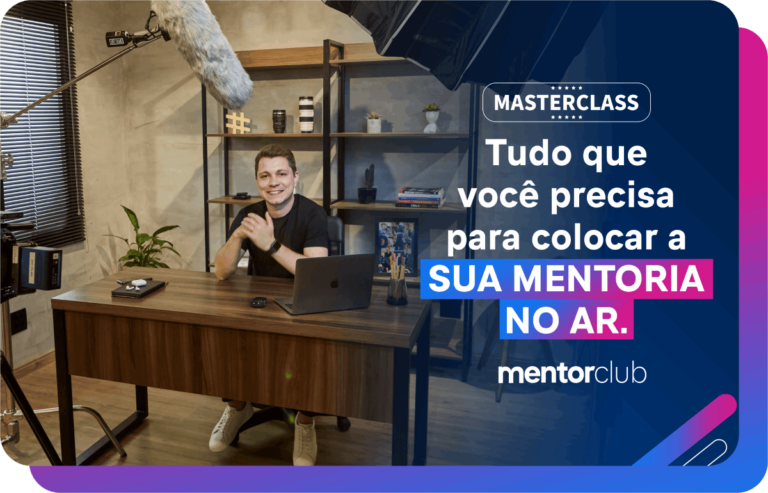 MASTERCLASS
Tudo que
você precisa
para colocar a
SUA MENTORIA
NO AR.
mentorclub